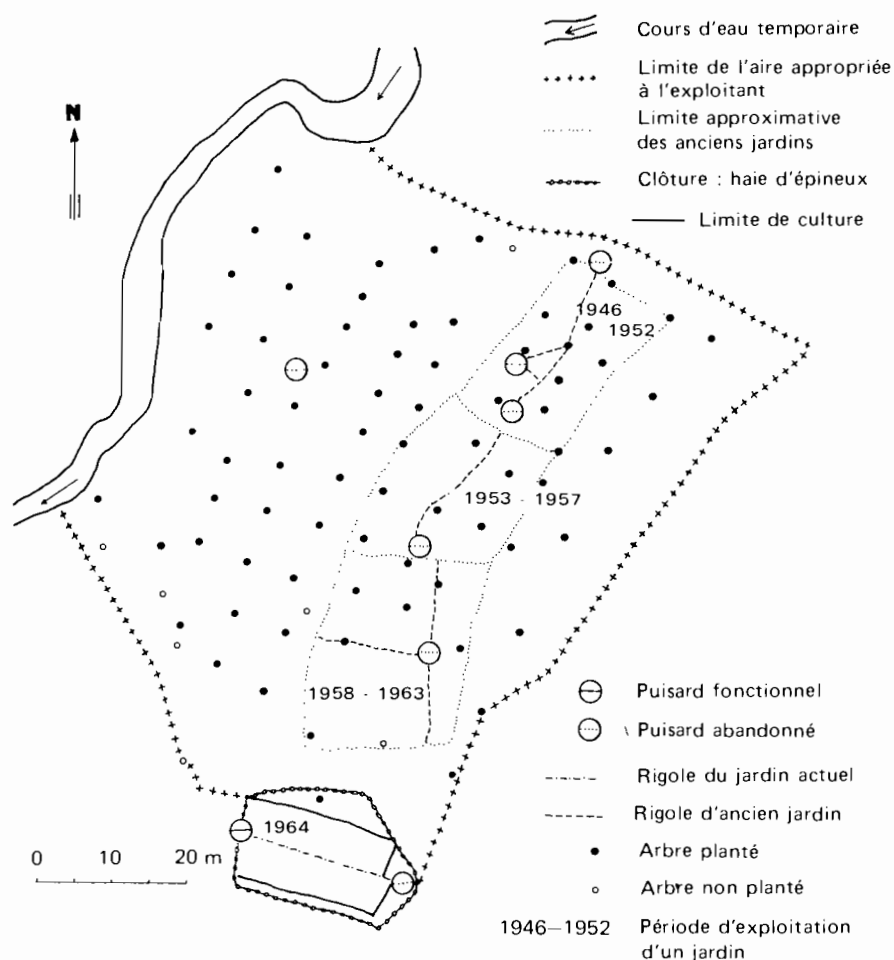 Cours d'eau temporaire
Limite de l'aire appropriée
à l'exploitant
Limite approximative
des anciens jardins
Clôture : haie d'épineux
Limite de culture
N
1946
1952
1953 - 1957
1958 - 1963
1964
0 10 20 m
Puisard fonctionnel
Puisard abandonné
Rigole du jardin actuel
Rigole d'ancien jardin
Arbre planté
Arbre non planté
1946—1952 Période d'exploitation
d'un jardin